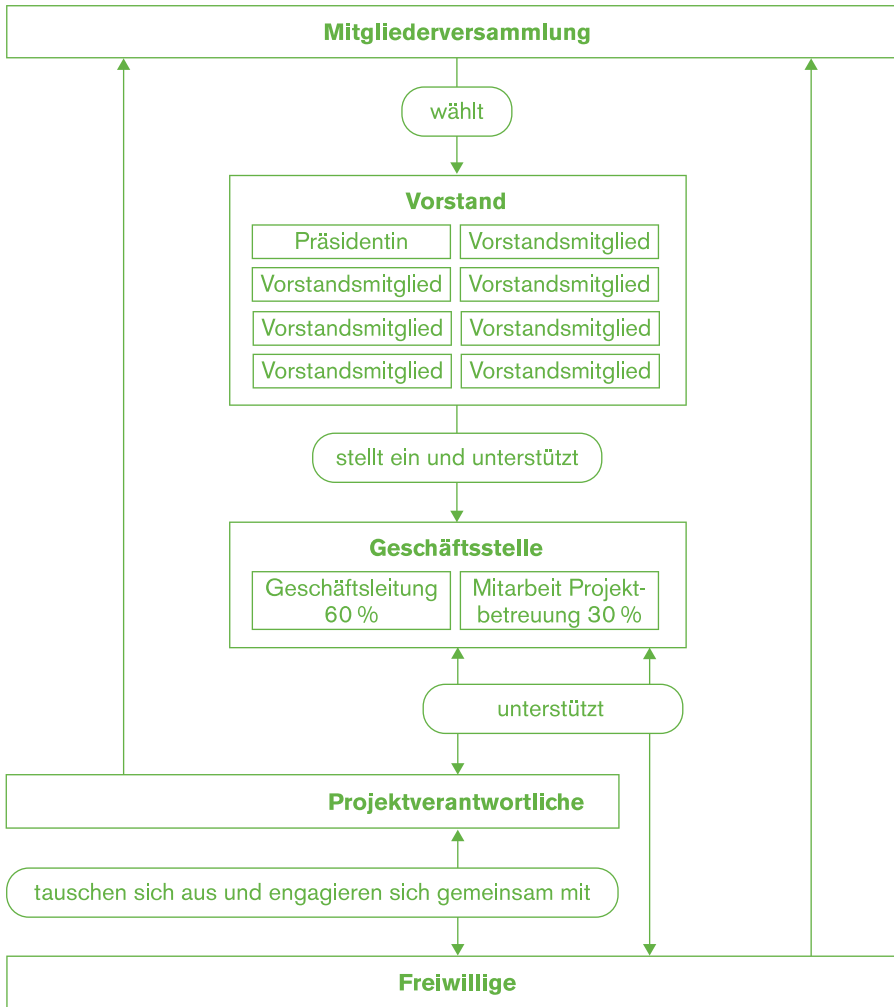 Mitgliederversammlung
wählt
Vorstand
Präsidentin
Vorstandsmitglied
Vorstandsmitglied
Vorstandsmitglied
Vorstandsmitglied
Vorstandsmitglied
Vorstandsmitglied
Vorstandsmitglied
stellt ein und unterstützt
Geschäftsstelle
Geschäftsleitung
60 %
Mitarbeit Projekt-
betreuung 30 %
unterstützt
Projektverantwortliche
tauschen sich aus und engagieren sich gemeinsam mit
Freiwillige